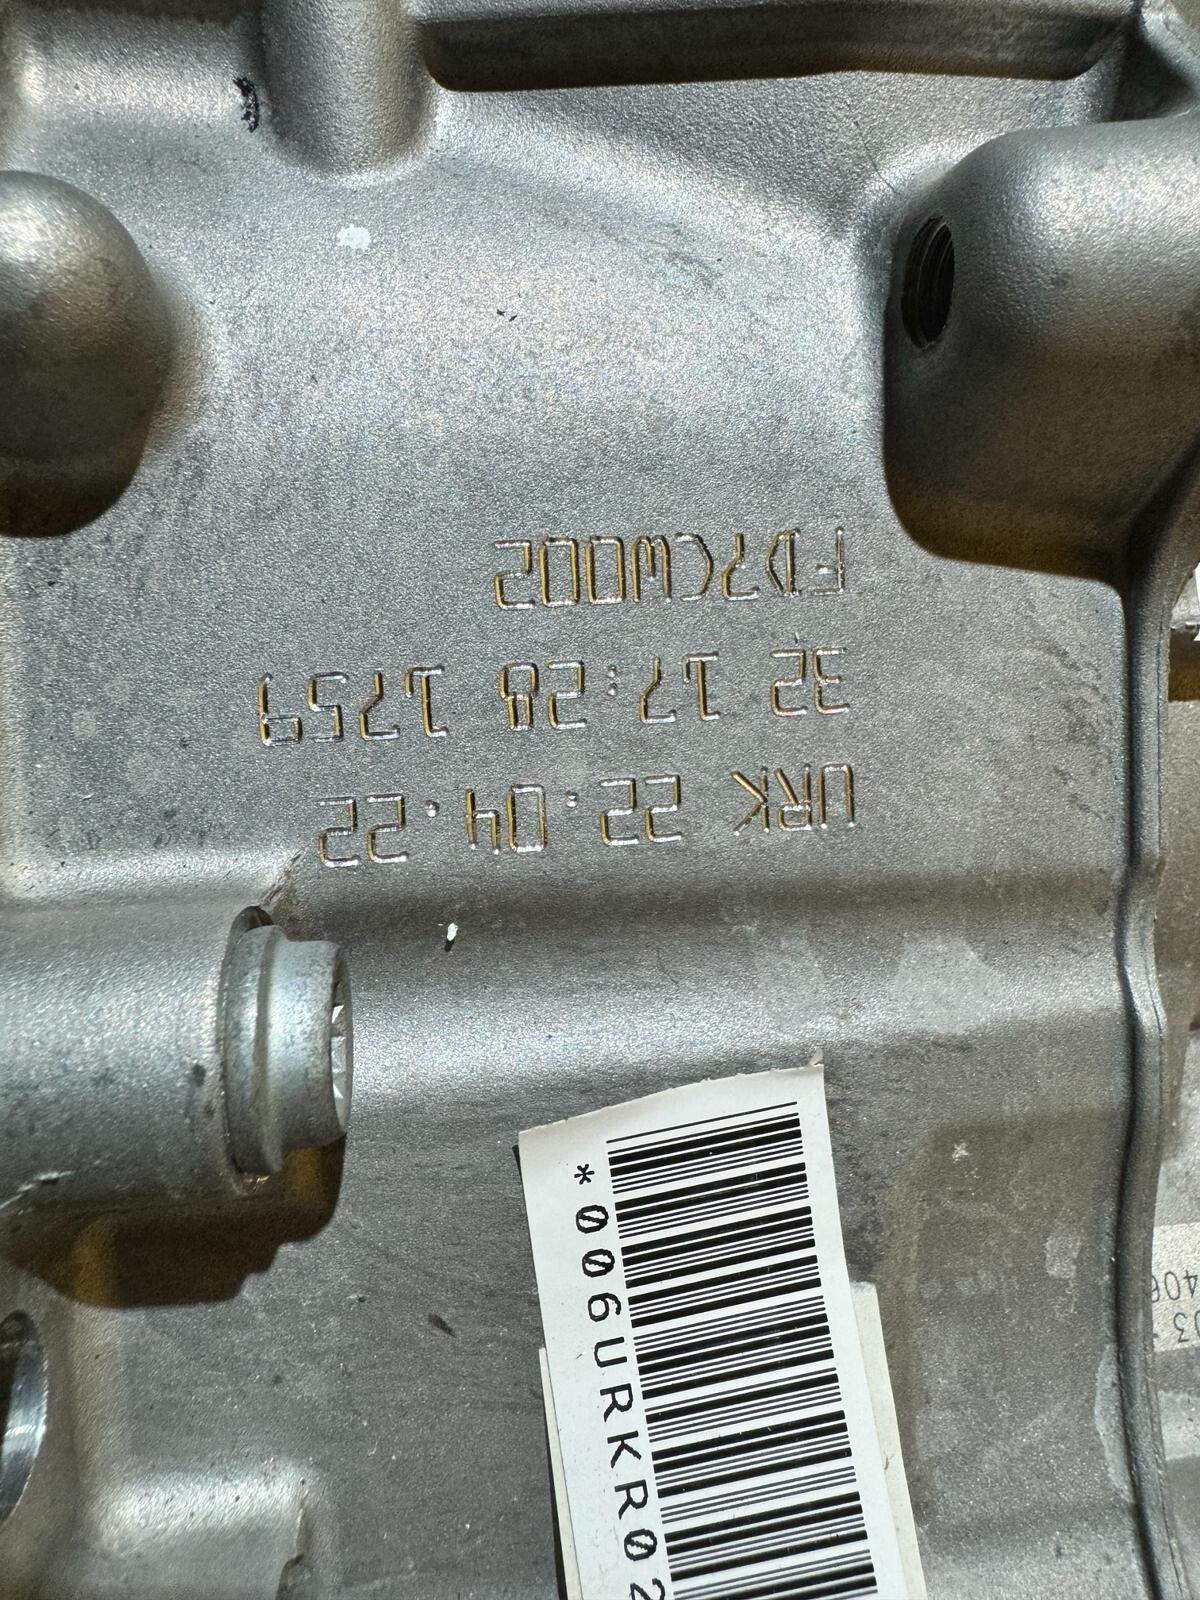 URK 22.04.22
32 17:28 1759
FD7CW002
*006URKR02